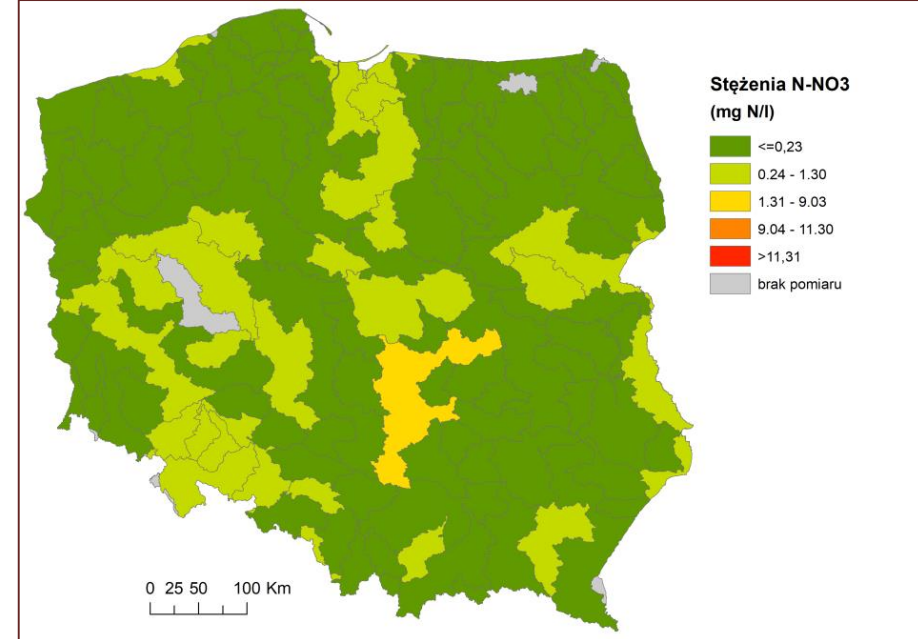 Stężenia N-NO3
(mg N/l)
<=0,23
0.24 - 1.30
1.31 - 9.03
9.04 - 11.30
>11,31
brak pomiaru
0 25 50 100 Km